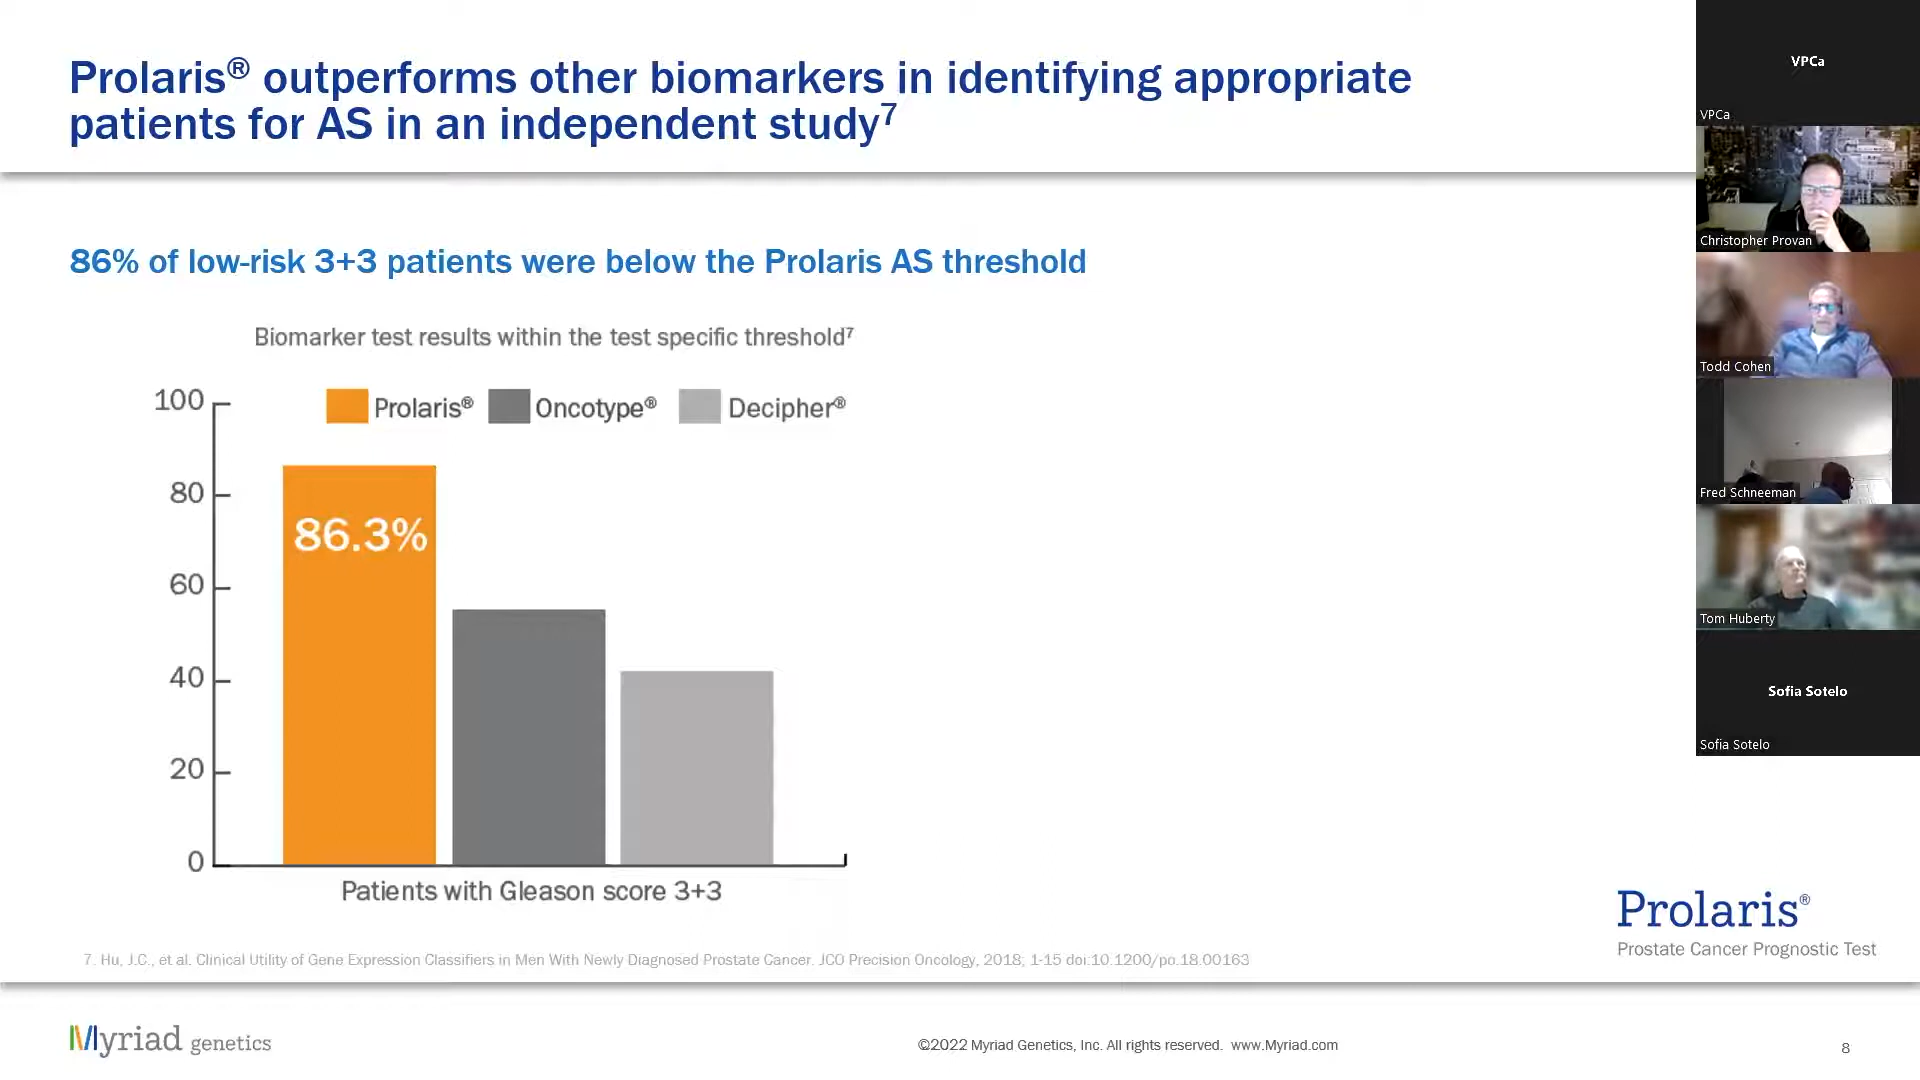 Prolaris® outperforms other biomarkers in identifying appropriate
patients for AS in an independent study⁷
86% of low-risk 3+3 patients were below the Prolaris AS threshold
Biomarker test results within the test specific threshold⁷
Prolaris® Oncotype® Decipher®
100
80
60
40
20
0
86.3%
Patients with Gleason score 3+3
7. Hu, J.C., et al. Clinical Utility of Gene Expression Classifiers in Men With Newly Diagnosed Prostate Cancer. JCO Precision Oncology, 2018; 1-15 doi:10.1200/po.18.00163
Prolaris®
Prostate Cancer Prognostic Test
Myriad genetics
©2022 Myriad Genetics, Inc. All rights reserved. www.Myriad.com
8
VPCa
VPCa
Christopher Provan
Todd Cohen
Fred Schneeman
Tom Huberty
Sofia Sotelo
Sofia Sotelo